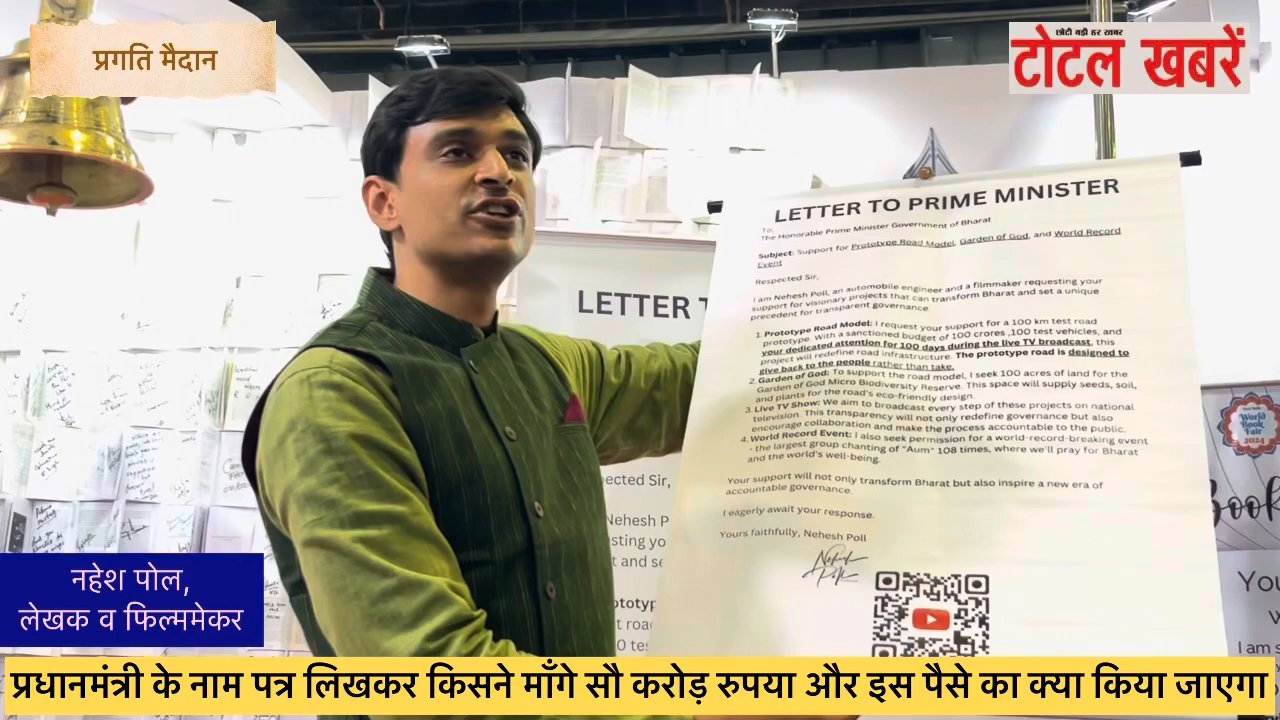 प्रगति मैदान
छोटी बड़ी हर खबर
टोटल खबरें
LETTER TO PRIME MINISTER
To,
The Honorable Prime Minister Government of Bharat
Subject: Support for Prototype Road Model, Garden of God, and World Record
Event
Respected Sir,
I am Nehesh Poll, an automobile engineer and a filmmaker requesting your
support for visionary projects that can transform Bharat and set a unique
precedent for transparent governance.
1. Prototype Road Model: I request your support for a 100 km test road
prototype. With a sanctioned budget of 100 crores ,100 test vehicles, and
your dedicated attention for 100 days during the live TV broadcast, this
project will redefine road infrastructure. The prototype road is designed to
give back to the people rather than take.
2. Garden of God: To support the road model, I seek 100 acres of land for the
Garden of God Micro Biodiversity Reserve. This space will supply seeds, soil,
and plants for the road's eco-friendly design.
3. Live TV Show: We aim to broadcast every step of these projects on national
television. This transparency will not only redefine governance but also
encourage collaboration and make the process accountable to the public.
4. World Record Event: I also seek permission for a world-record-breaking event
- the largest group chanting of "Aum" 108 times, where we'll pray for Bharat
and the world's well-being.
Your support will not only transform Bharat but also inspire a new era of
accountable governance.
I eagerly await your response.
Yours faithfully, Nehesh Poll
Nehesh
Poll
LETTER T
ected Sir,
Nehesh P
sting yo
t and se
ototyp
t roa
0 tes
World
Book
Fair
2024
Book
You
w
I am s
नहेश पोल,
लेखक व फिल्ममेकर
प्रधानमंत्री के नाम पत्र लिखकर किसने माँगे सौ करोड़ रुपया और इस पैसे का क्या किया जाएगा